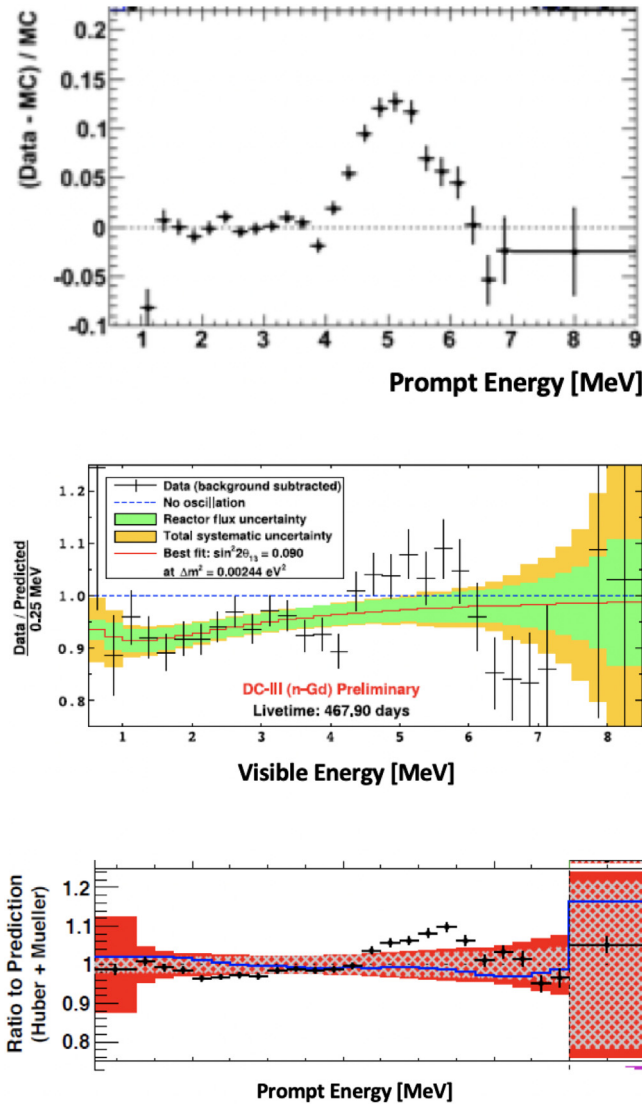 (Data - MC) / MC
0.2
0.15
0.1
0.05
0
-0.05
-0.1
1 2 3 4 5 6 7 8 9
Prompt Energy [MeV]
Data / Predicted
0.25 MeV
1.2
1.1
1.0
0.9
0.8
Data (background subtracted)
No oscillation
Reactor flux uncertainty
Total systematic uncertainty
Best fit: sin²2θ₁₃ = 0.090
at Δm² = 0.00244 eV²
DC-III (n-Gd) Preliminary
Livetime: 467.90 days
1 2 3 4 5 6 7 8
Visible Energy [MeV]
Ratio to Prediction
(Huber + Mueller)
1.2
1.1
1
0.9
0.8
Prompt Energy [MeV]